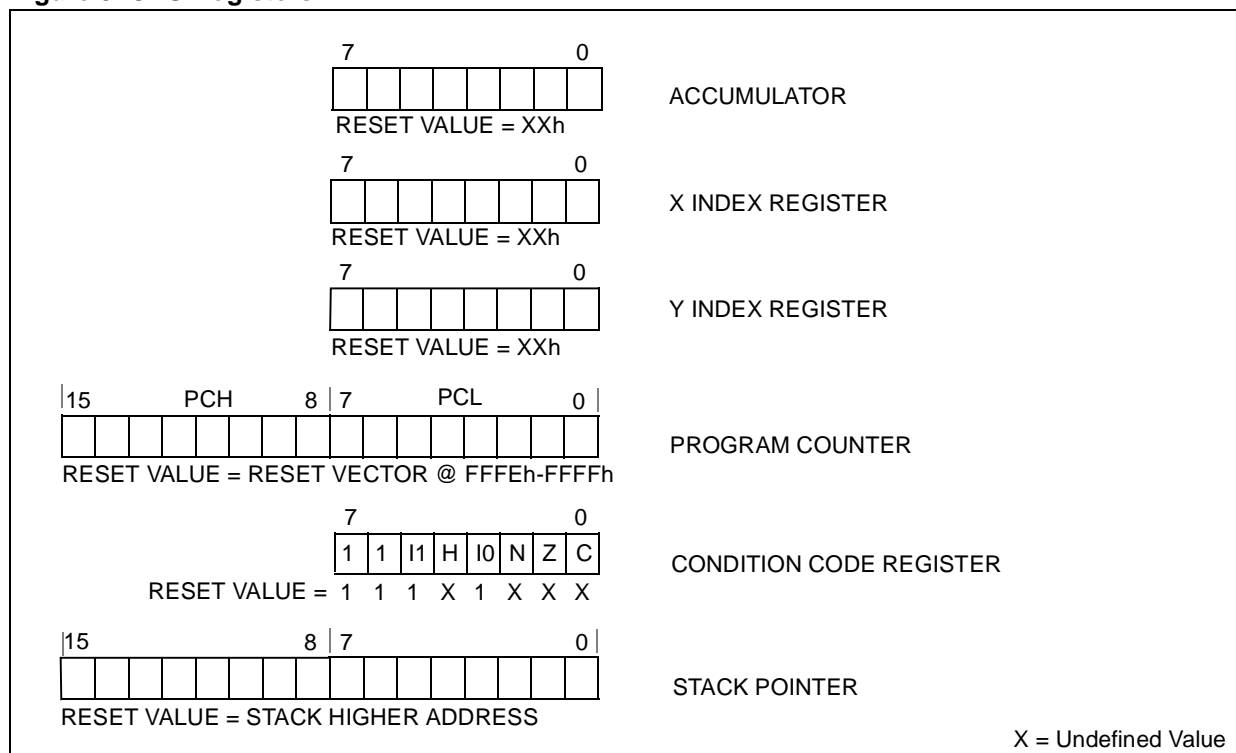 7 0
ACCUMULATOR
RESET VALUE = XXh
7 0
X INDEX REGISTER
RESET VALUE = XXh
7 0
Y INDEX REGISTER
RESET VALUE = XXh
15 PCH 8 7 PCL 0
PROGRAM COUNTER
RESET VALUE = RESET VECTOR @ FFFEh-FFFFh
7 0
1 1 I1 H I0 N Z C
CONDITION CODE REGISTER
RESET VALUE = 1 1 1 X 1 X X X
15 8 7 0
STACK POINTER
RESET VALUE = STACK HIGHER ADDRESS
X = Undefined Value